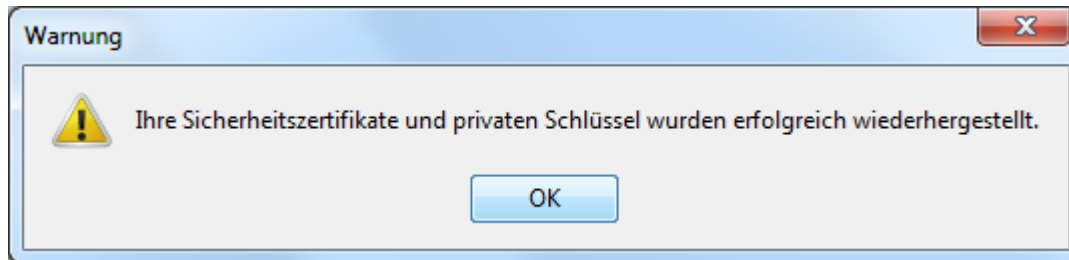 Warnung
Ihre Sicherheitszertifikate und privaten Schlüssel wurden erfolgreich wiederhergestellt.
OK